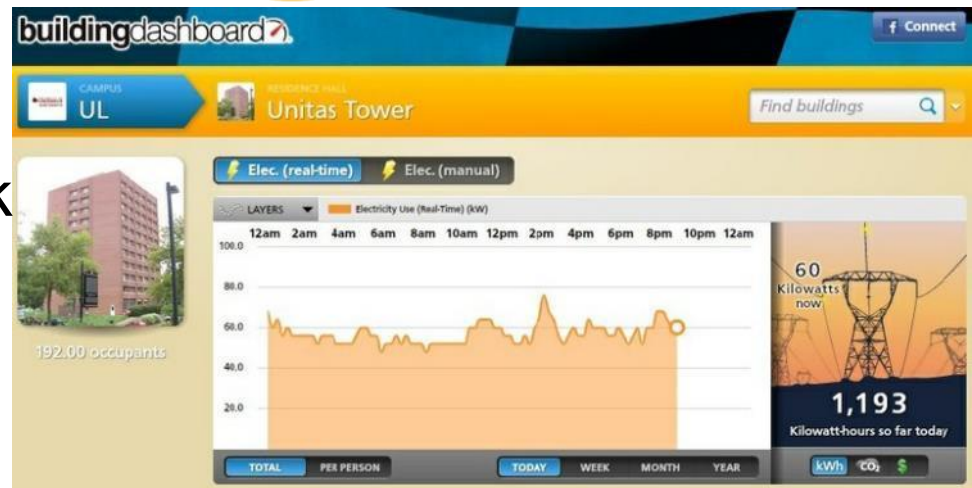 buildingdashboard
f Connect
CAMPUS
UL
RESIDENCE HALL
Unitas Tower
Find buildings
k
Elec. (real-time)
Elec. (manual)
LAYERS
Electricity Use (Real-Time) (kW)
12am 2am 4am 6am 8am 10am 12pm 2pm 4pm 6pm 8pm 10pm 12am
100.0
80.0
60.0
40.0
20.0
60
Kilowatts
now
192.00 occupants
1,193
Kilowatt-hours so far today
TOTAL PER PERSON
TODAY WEEK MONTH YEAR
kWh CO₂ $